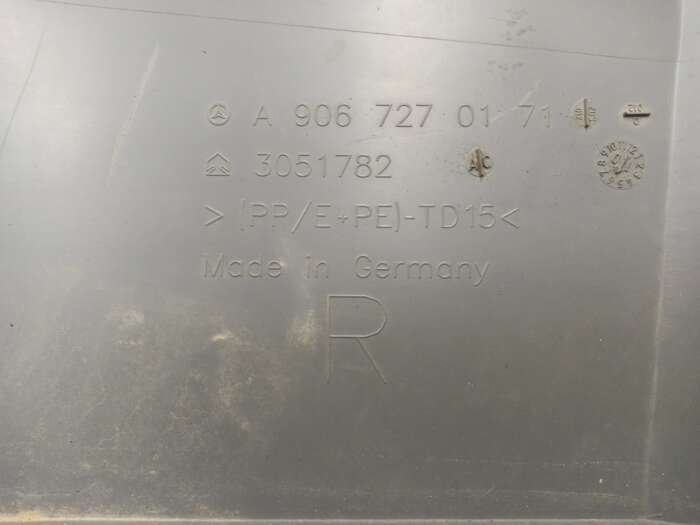 A 906 727 01 71
3051782
A C
> (PP/E+PE)-TD15<
Made in Germany
R